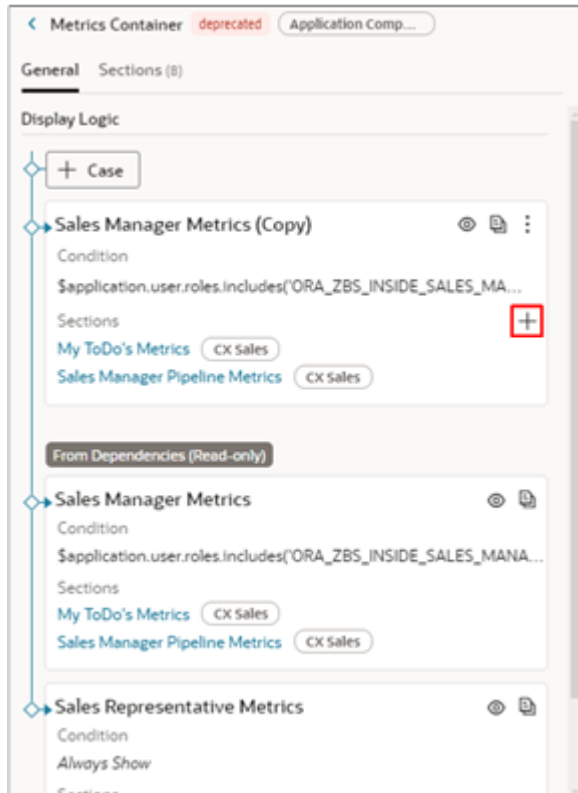 Metrics Container deprecated Application Comp...
General Sections (8)
Display Logic
+ Case
Sales Manager Metrics (Copy)
Condition
$application.user.roles.includes('ORA_ZBS_INSIDE_SALES_MA...
Sections
My ToDo's Metrics CX Sales
Sales Manager Pipeline Metrics CX Sales
From Dependencies (Read-only)
Sales Manager Metrics
Condition
$application.user.roles.includes('ORA_ZBS_INSIDE_SALES_MANA...
Sections
My ToDo's Metrics CX Sales
Sales Manager Pipeline Metrics CX Sales
Sales Representative Metrics
Condition
Always Show
Sections